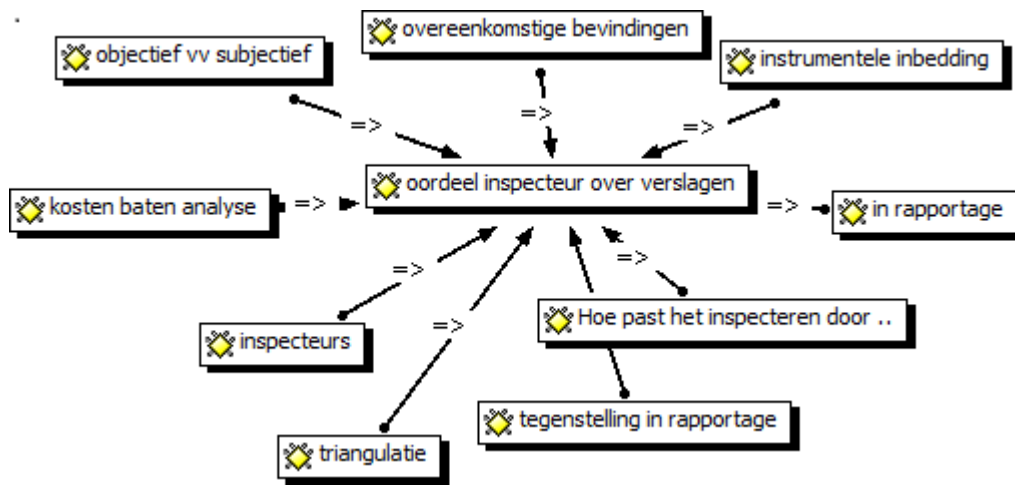 overeenkomstige bevindingen
objectief vv subjectief
instrumentele inbedding
=>
=>
=>
oordeel inspecteur over verslagen
kosten baten analyse
=>
=>
in rapportage
=>
=>
=>
Hoe past het inspecteren door ..
inspecteurs
tegenstelling in rapportage
triangulatie